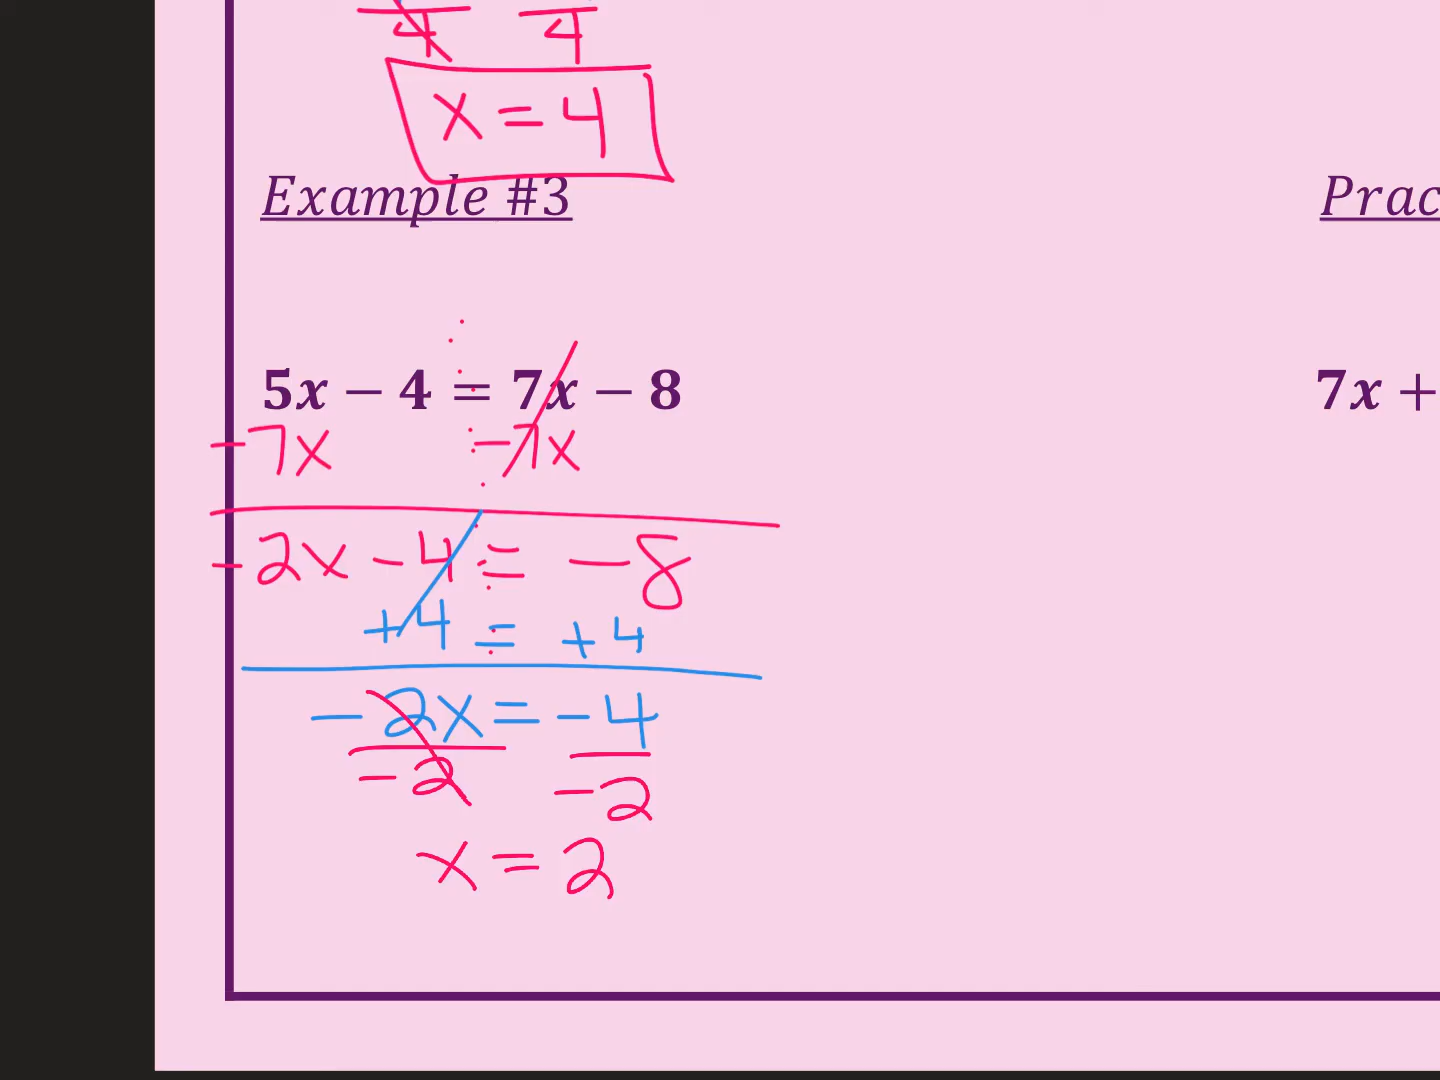 4 4
x = 4
Example #3 Prac
5x − 4 = 7x − 8 7x +
-7x -7x
-2x -4 = -8
+4 = +4
-2x = -4
-2 -2
x = 2